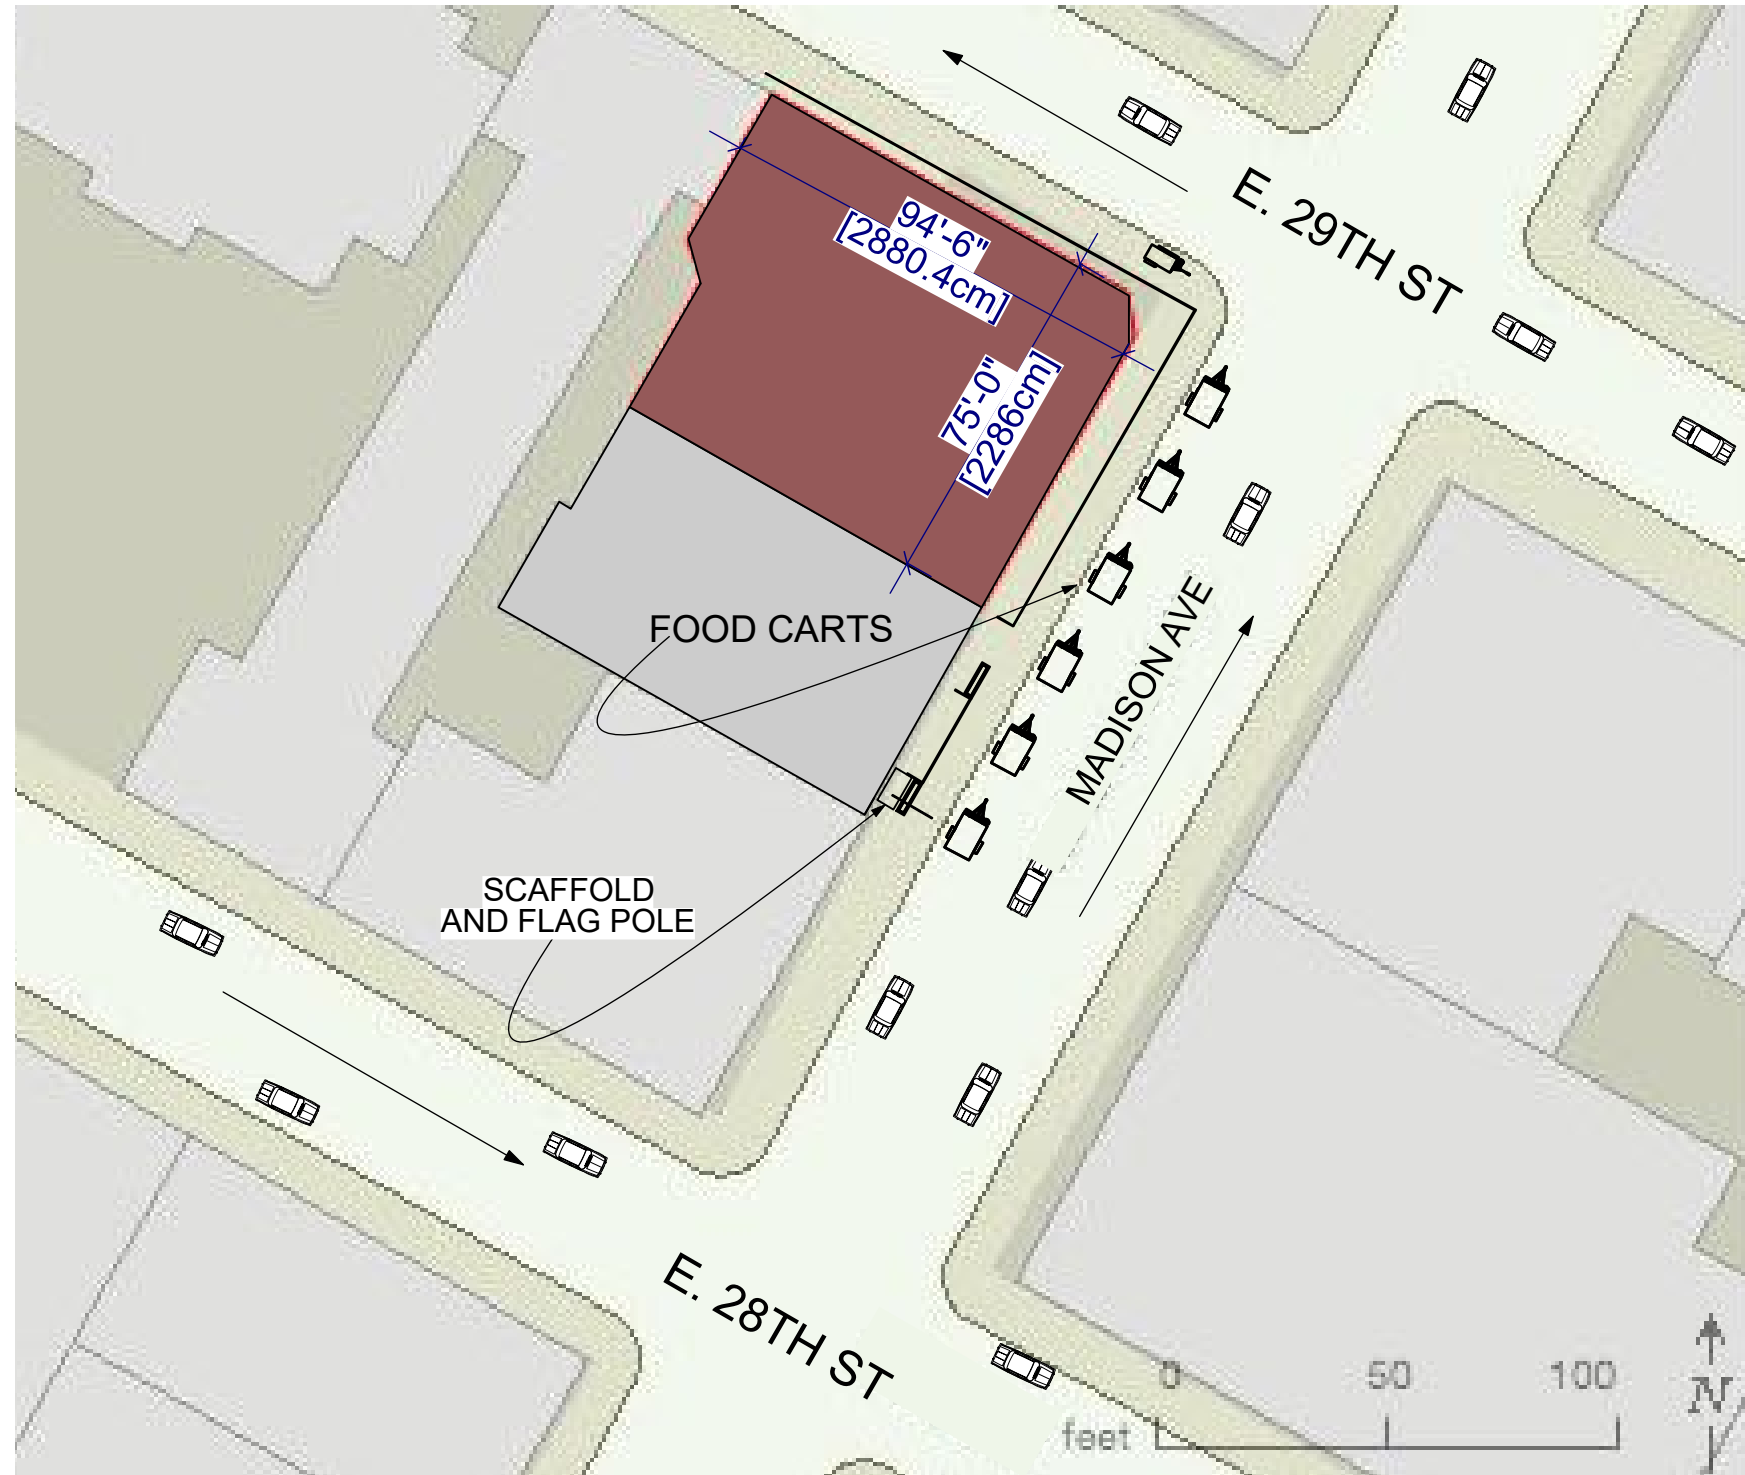 E. 29TH ST
94'-6"
[2880.4cm]
75'-0"
[2286cm]
FOOD CARTS
MADISON AVE
SCAFFOLD
AND FLAG POLE
E. 28TH ST
0 50 100
feet
N